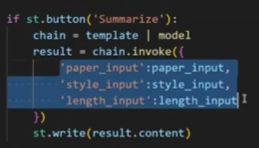 if st.button('Summarize'):
    chain = template | model
    result = chain.invoke({
        'paper_input':paper_input,
        'style_input':style_input,
        'length_input':length_input
    })
    st.write(result.content)